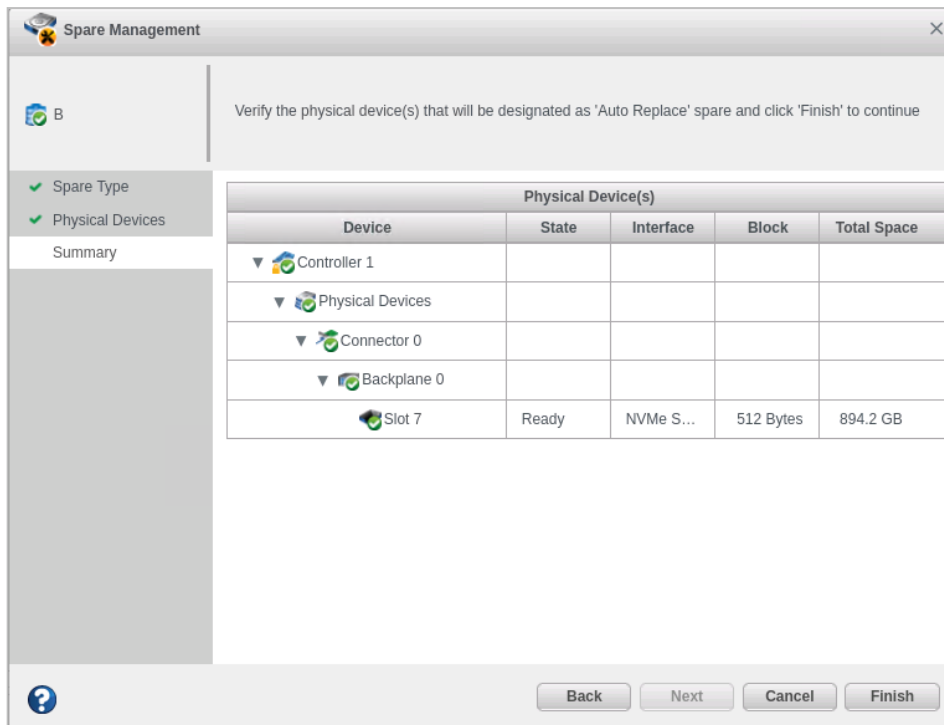 Spare Management
B
Verify the physical device(s) that will be designated as 'Auto Replace' spare and click 'Finish' to continue
Spare Type
Physical Devices
Summary
Physical Device(s)
Device State Interface Block Total Space
Controller 1
Physical Devices
Connector 0
Backplane 0
Slot 7 Ready NVMe S... 512 Bytes 894.2 GB
? Back Next Cancel Finish